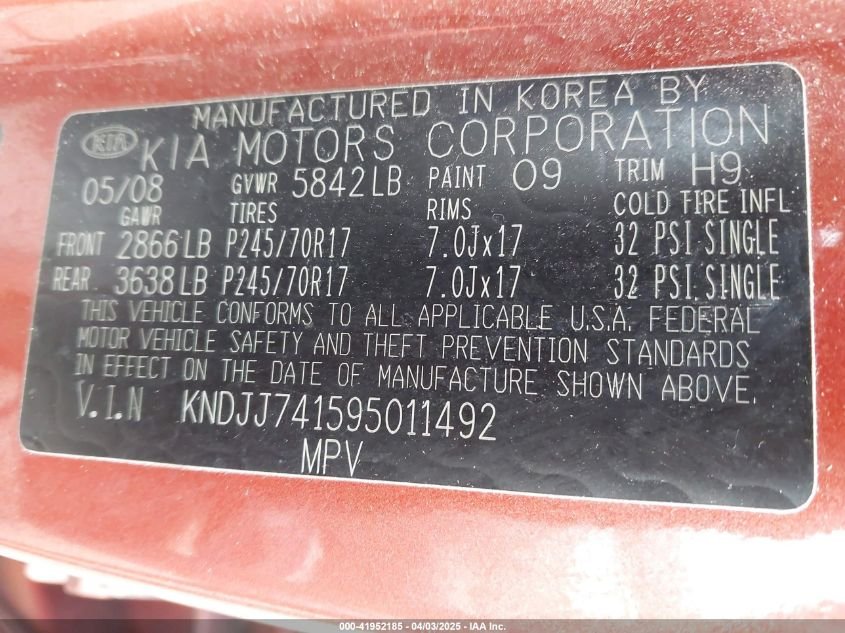 MANUFACTURED IN KOREA BY
KIA KIA MOTORS CORPORATION
05/08 GVWR 5842LB PAINT O9 TRIM H9
GAWR TIRES RIMS COLD TIRE INFL
FRONT 2866LB P245/70R17 7.0Jx17 32 PSI SINGLE
REAR 3638LB P245/70R17 7.0Jx17 32 PSI SINGLE
THIS VEHICLE CONFORMS TO ALL APPLICABLE U.S.A. FEDERAL
MOTOR VEHICLE SAFETY AND THEFT PREVENTION STANDARDS
IN EFFECT ON THE DATE OF MANUFACTURE SHOWN ABOVE.
V.I.N KNDJJ741595011492
MPV
000-41952185 - 04/03/2025 - IAA Inc.